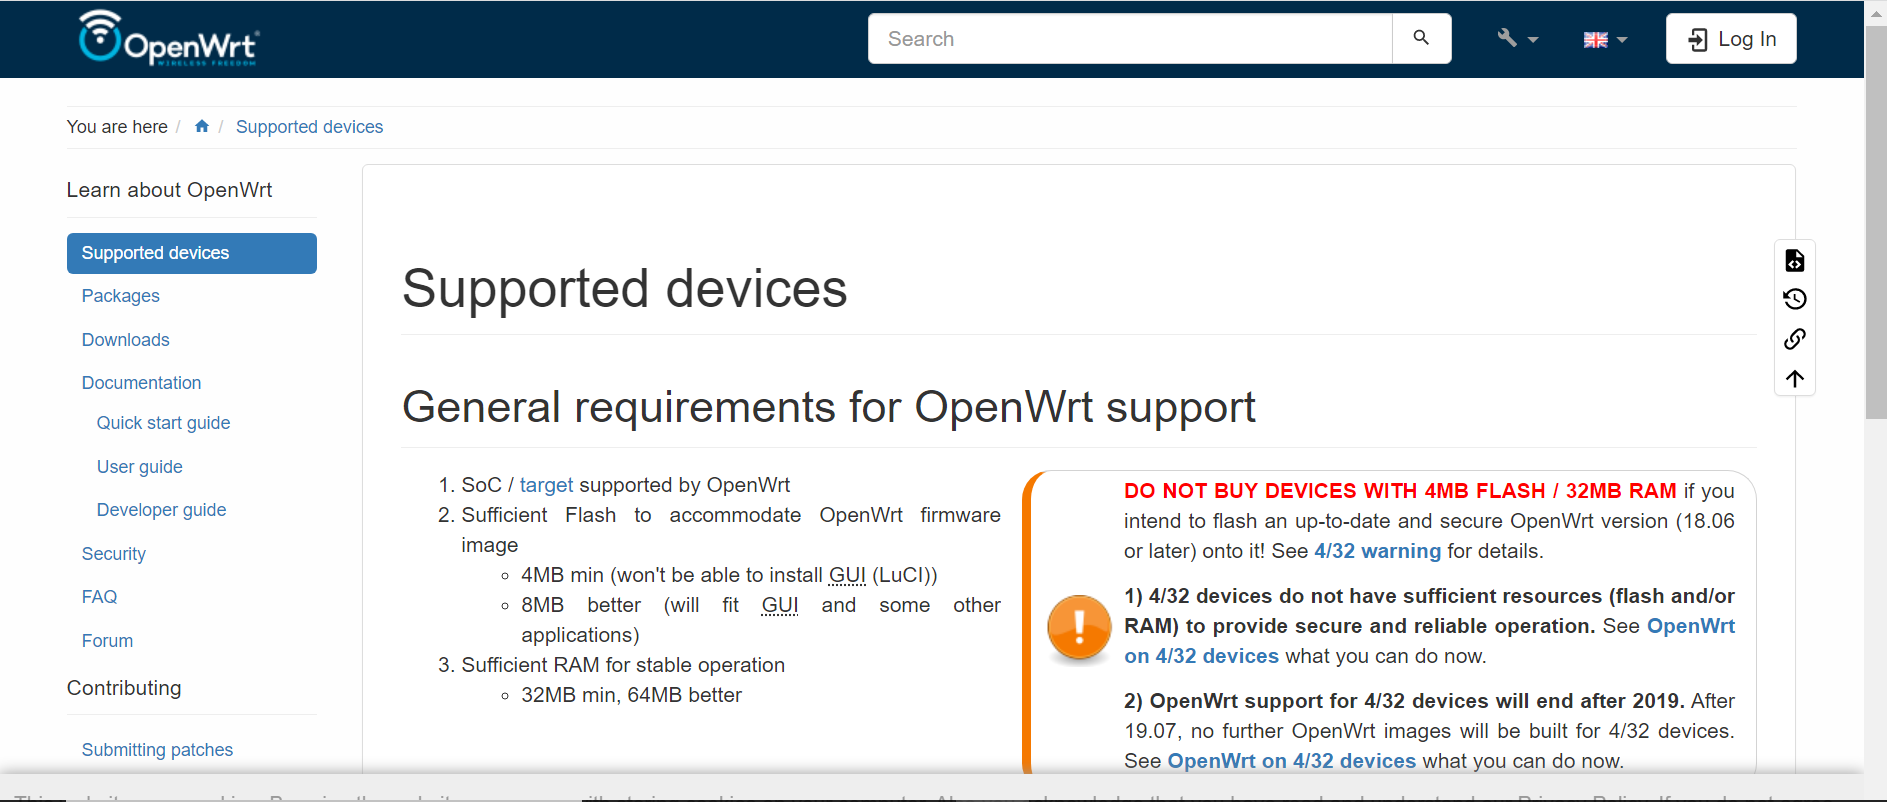 OpenWrt
WIRELESS FREEDOM
Search
Log In
You are here / / Supported devices
Learn about OpenWrt
Supported devices
Packages
Downloads
Documentation
Quick start guide
User guide
Developer guide
Security
FAQ
Forum
Contributing
Submitting patches
Supported devices
General requirements for OpenWrt support
1. SoC / target supported by OpenWrt
2. Sufficient Flash to accommodate OpenWrt firmware
image
4MB min (won't be able to install GUI (LuCI))
8MB better (will fit GUI and some other
applications)
3. Sufficient RAM for stable operation
32MB min, 64MB better
DO NOT BUY DEVICES WITH 4MB FLASH / 32MB RAM if you
intend to flash an up-to-date and secure OpenWrt version (18.06
or later) onto it! See 4/32 warning for details.
1) 4/32 devices do not have sufficient resources (flash and/or
RAM) to provide secure and reliable operation. See OpenWrt
on 4/32 devices what you can do now.
2) OpenWrt support for 4/32 devices will end after 2019. After
19.07, no further OpenWrt images will be built for 4/32 devices.
See OpenWrt on 4/32 devices what you can do now.